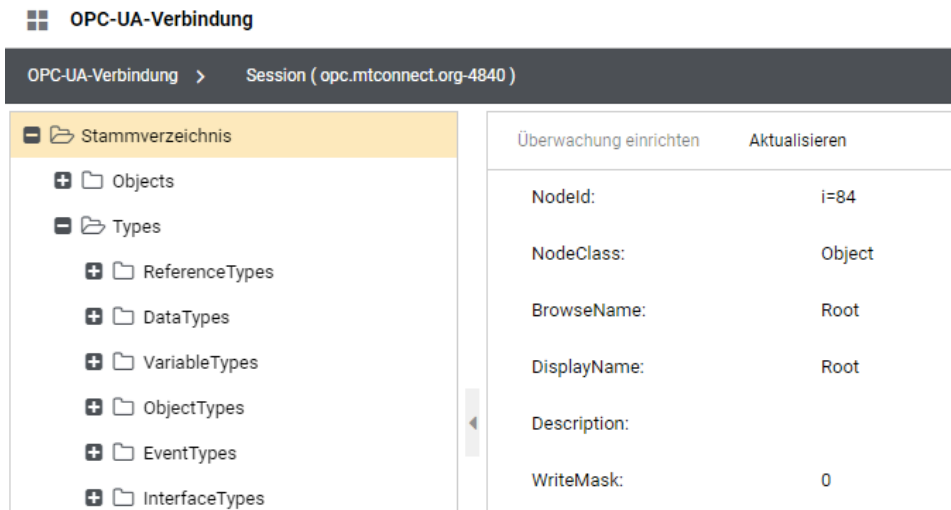 OPC-UA-Verbindung
OPC-UA-Verbindung > Session ( opc.mtconnect.org-4840 )
Stammverzeichnis
Objects
Types
ReferenceTypes
DataTypes
VariableTypes
ObjectTypes
EventTypes
InterfaceTypes
Überwachung einrichten Aktualisieren
NodeId: i=84
NodeClass: Object
BrowseName: Root
DisplayName: Root
Description:
WriteMask: 0